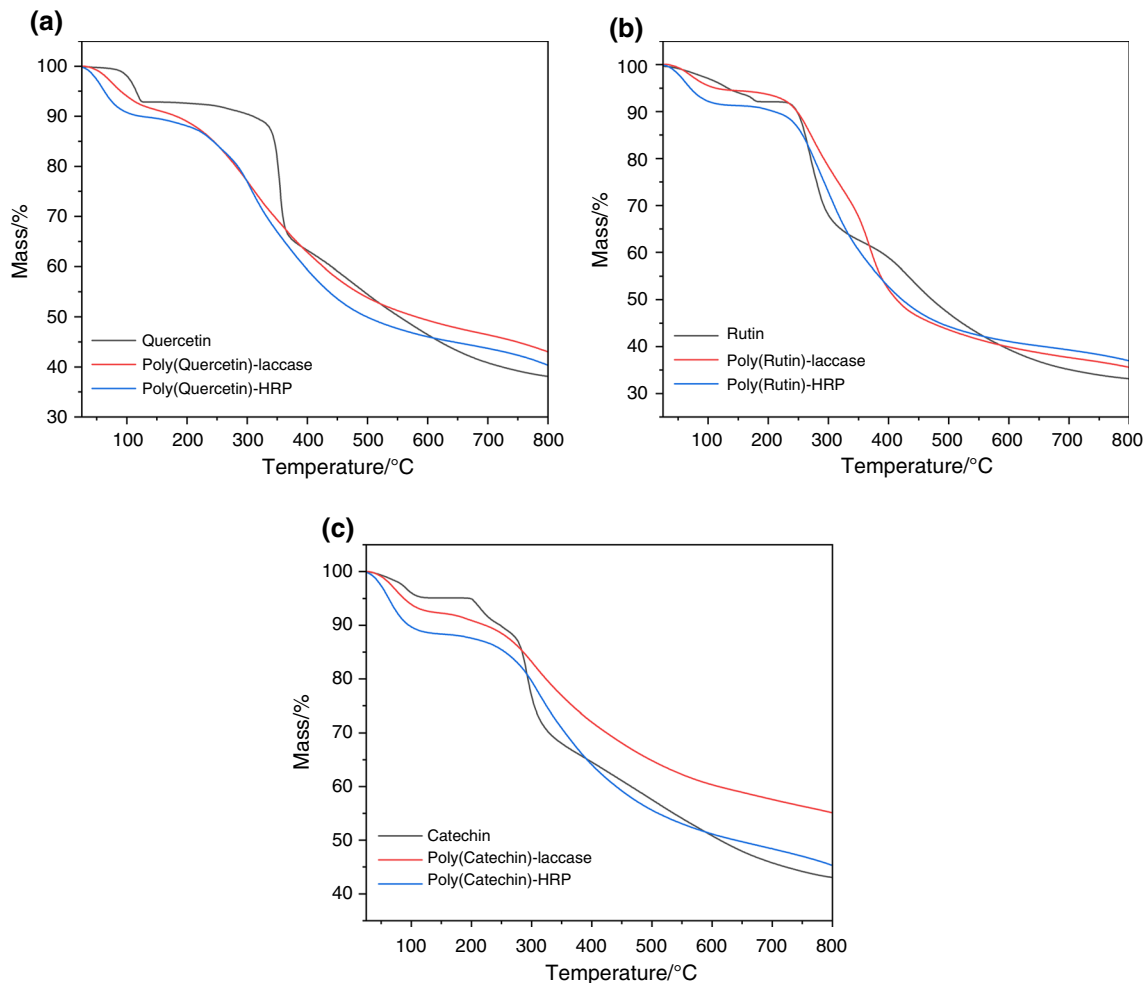 (a)
100
90
80
70
60
50
40
30
Mass/%
Quercetin
Poly(Quercetin)-laccase
Poly(Quercetin)-HRP
100 200 300 400 500 600 700 800
Temperature/°C
(b)
100
90
80
70
60
50
40
30
Mass/%
Rutin
Poly(Rutin)-laccase
Poly(Rutin)-HRP
100 200 300 400 500 600 700 800
Temperature/°C
(c)
100
90
80
70
60
50
40
Mass/%
Catechin
Poly(Catechin)-laccase
Poly(Catechin)-HRP
100 200 300 400 500 600 700 800
Temperature/°C